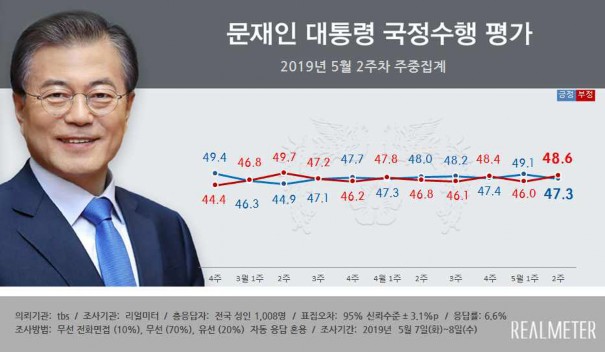 문재인 대통령 국정수행 평가
2019년 5월 2주차 주중집계
긍정 부정
49.4 46.8 49.7 47.2 47.7 47.8 48.0 48.2 48.4 49.1 48.6
44.4 46.3 44.9 47.1 46.2 47.3 46.8 46.1 47.4 46.0 47.3
4주 3월 1주 2주 3주 4주 4월 1주 2주 3주 4주 5월 1주 2주
의뢰기관: tbs / 조사기관: 리얼미터 / 총응답자: 전국 성인 1,008명 / 표집오차: 95% 신뢰수준 ± 3.1%p / 응답률: 6.6%
조사방법: 무선 전화면접 (10%), 무선 (70%), 유선 (20%) 자동 응답 혼용 / 조사기간: 2019년 5월 7일(화)~8일(수)
REALMETER